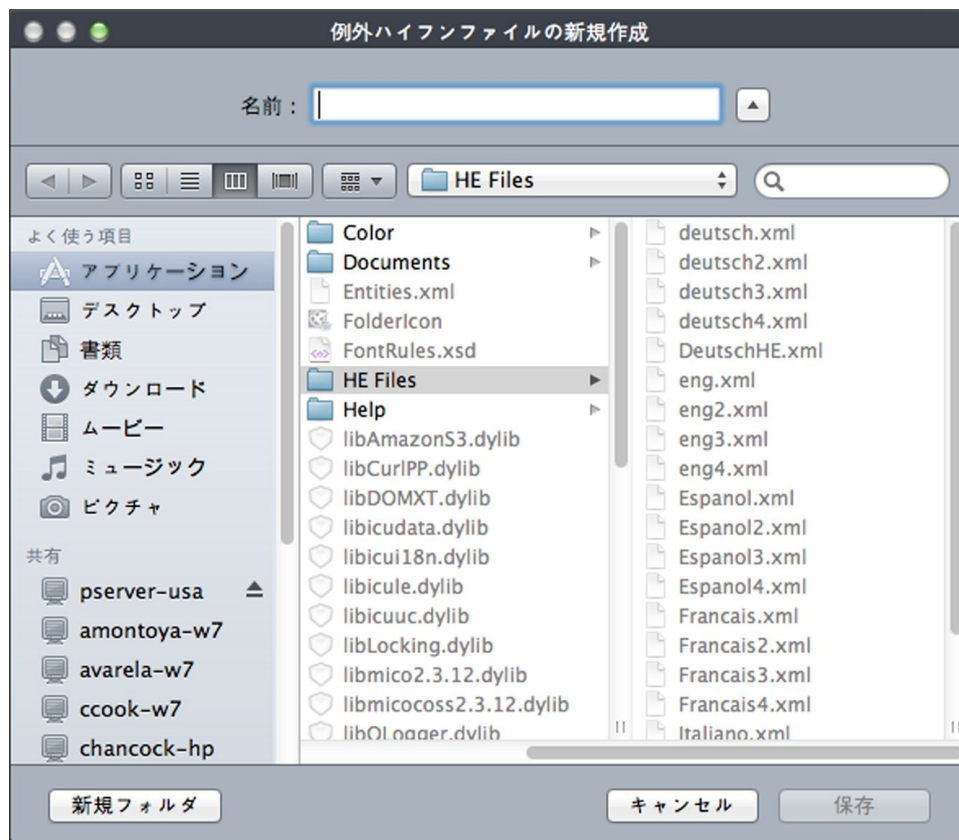 例外ハイフンファイルの新規作成
名前：
HE Files
よく使う項目
アプリケーション
デスクトップ
書類
ダウンロード
ムービー
ミュージック
ピクチャ
共有
pserver-usa
amontoya-w7
avarela-w7
ccook-w7
chancock-hp
Color
Documents
Entities.xml
FolderIcon
FontRules.xsd
HE Files
Help
libAmazonS3.dylib
libCurlPP.dylib
libDOMXT.dylib
libicudata.dylib
libicui18n.dylib
libicule.dylib
libicuuc.dylib
libLocking.dylib
libmico2.3.12.dylib
libmicocoss2.3.12.dylib
libQLogger.dylib
deutsch.xml
deutsch2.xml
deutsch3.xml
deutsch4.xml
DeutschHE.xml
eng.xml
eng2.xml
eng3.xml
eng4.xml
Espanol.xml
Espanol2.xml
Espanol3.xml
Espanol4.xml
Francais.xml
Francais2.xml
Francais3.xml
Francais4.xml
Italiano.xml
新規フォルダ
キャンセル
保存